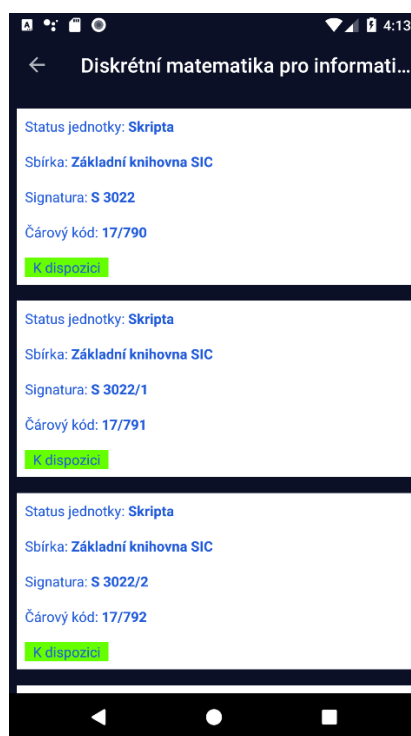 4:13
Diskrétní matematika pro informati...
Status jednotky: Skripta
Sbírka: Základní knihovna SIC
Signatura: S 3022
Čárový kód: 17/790
K dispozici
Status jednotky: Skripta
Sbírka: Základní knihovna SIC
Signatura: S 3022/1
Čárový kód: 17/791
K dispozici
Status jednotky: Skripta
Sbírka: Základní knihovna SIC
Signatura: S 3022/2
Čárový kód: 17/792
K dispozici